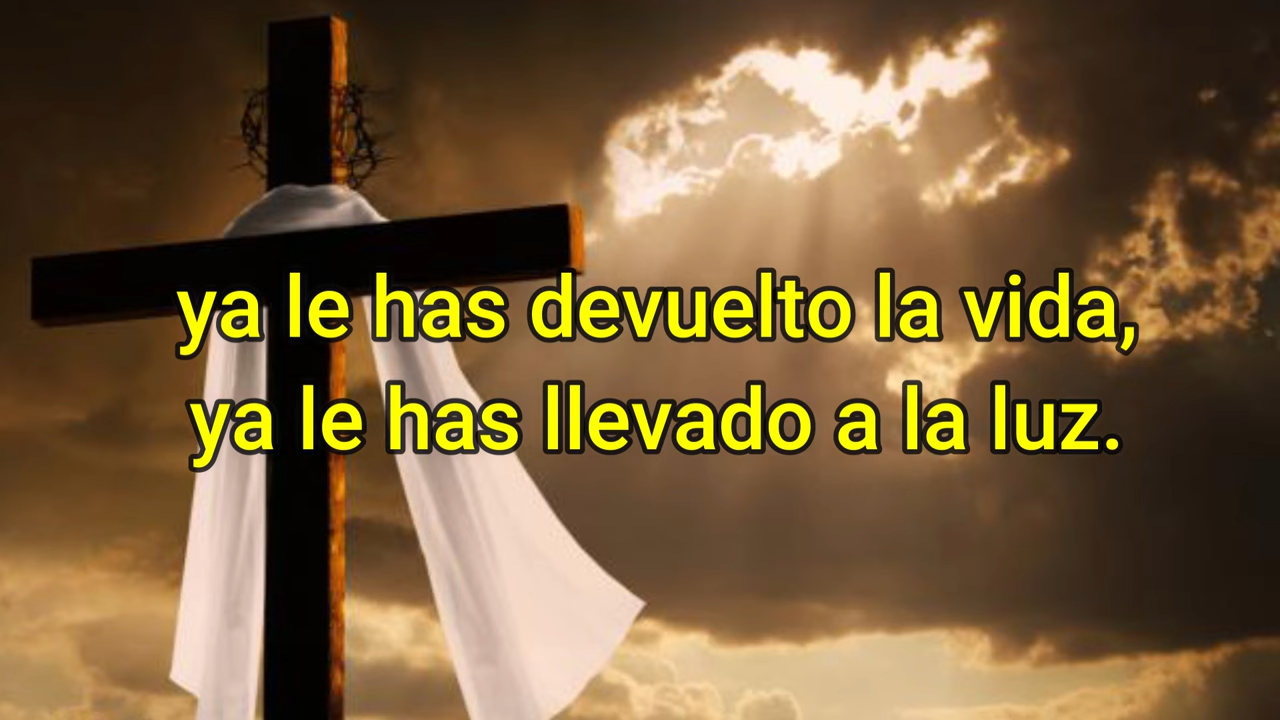 ya le has devuelto la vida,
ya le has llevado a la luz.